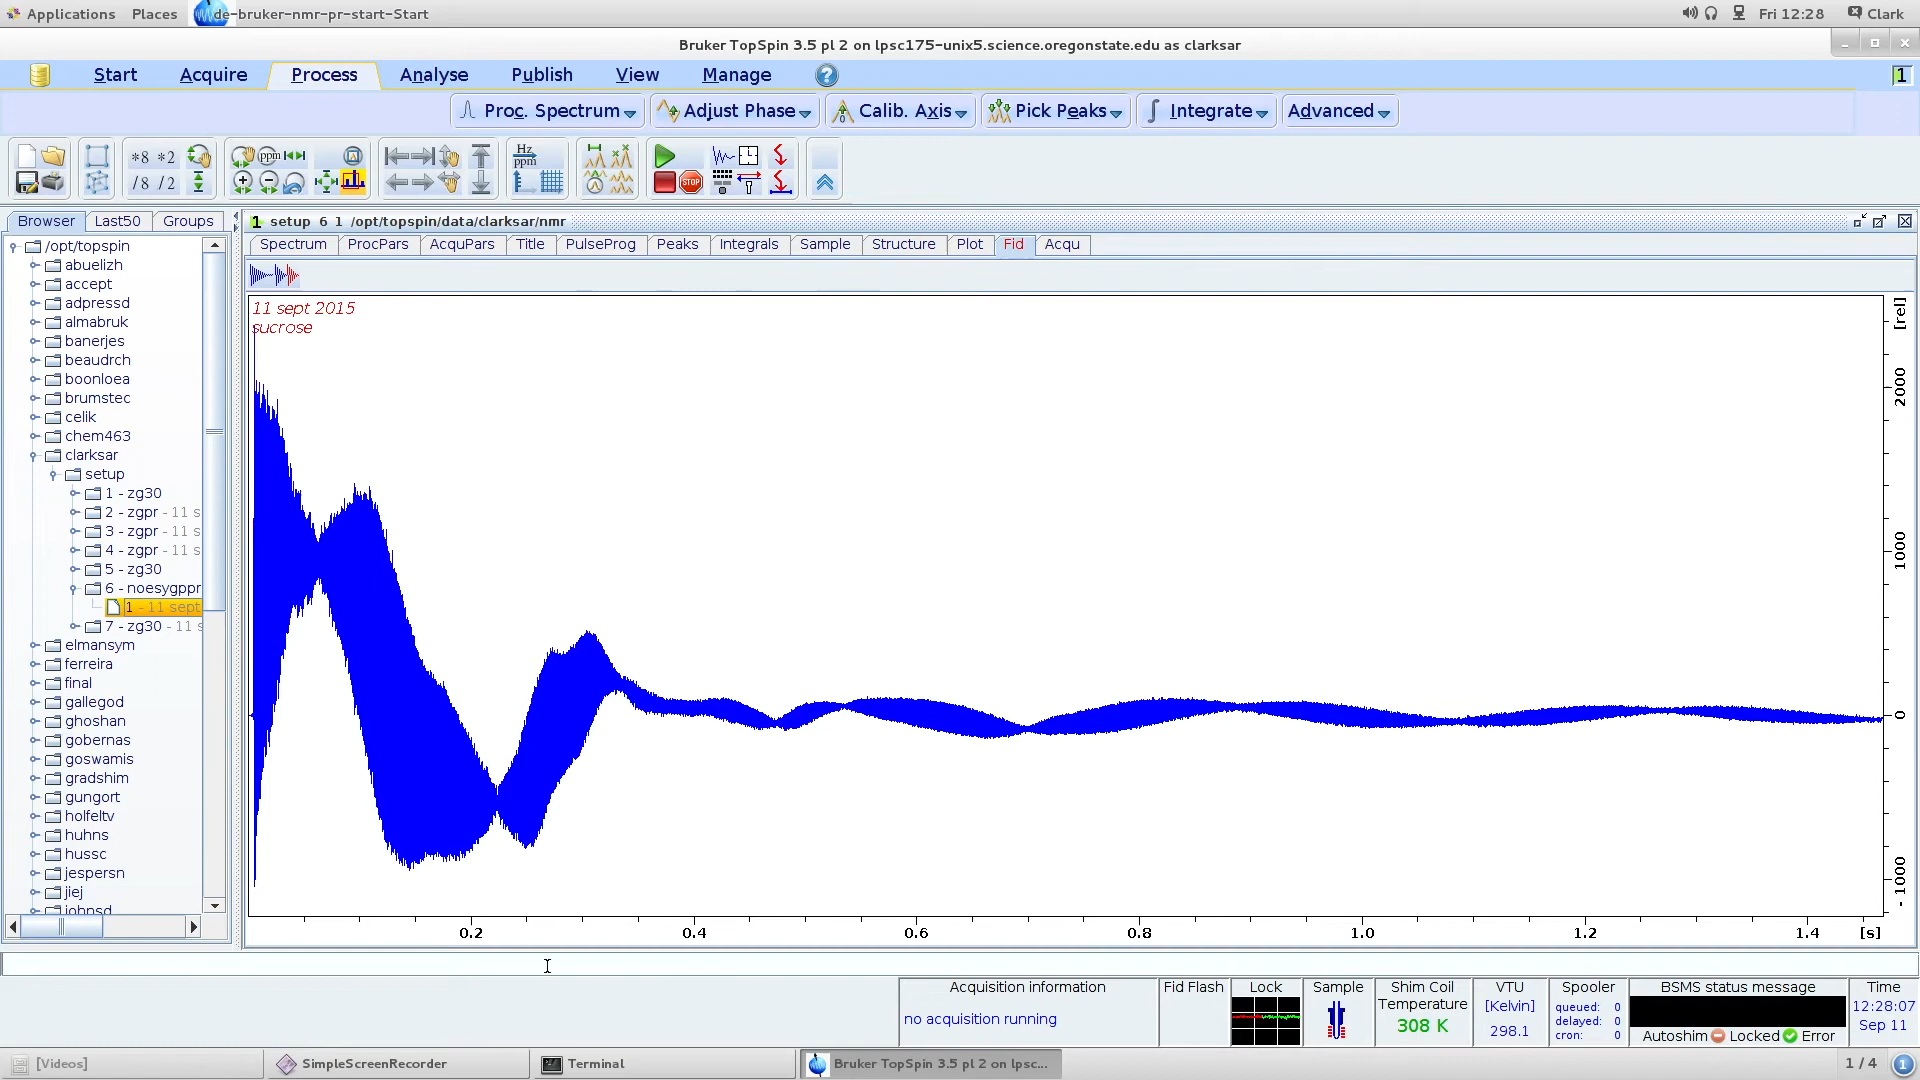 Applications Places de-bruker-nmr-pr-start-Start Fri 12:28 Clark
Bruker TopSpin 3.5 pl 2 on lpsc175-unix5.science.oregonstate.edu as clarksar
Start Acquire Process Analyse Publish View Manage ? 1
Proc. Spectrum Adjust Phase Calib. Axis Pick Peaks Integrate Advanced
*8 *2 ppm Hz ppm
/8 /2 STOP
Browser Last50 Groups
/opt/topspin
abuelizh
accept
adpressd
almabruk
banerjes
beaudrch
boonloea
brumstec
celik
chem463
clarksar
setup
1 - zg30
2 - zgpr - 11 s
3 - zgpr - 11 s
4 - zgpr - 11 s
5 - zg30
6 - noesygppr
1 - 11 sept
7 - zg30 - 11 s
elmansym
ferreira
final
gallegod
ghoshan
gobernas
goswamis
gradshim
gungort
holfeltv
huhns
hussc
jespersn
jiej
johnsd
1 setup 6 1 /opt/topspin/data/clarksar/nmr
Spectrum ProcPars AcquPars Title PulseProg Peaks Integrals Sample Structure Plot Fid Acqu
11 sept 2015
sucrose
[rel]
2000
1000
0
- 1000
0.2 0.4 0.6 0.8 1.0 1.2 1.4 [s]
Acquisition information
no acquisition running
Fid Flash
Lock
Sample
Shim Coil
Temperature
308 K
VTU
[Kelvin]
298.1
Spooler
queued: 0
delayed: 0
cron: 0
BSMS status message
Autoshim Locked Error
Time
12:28:07
Sep 11
[Videos] SimpleScreenRecorder Terminal Bruker TopSpin 3.5 pl 2 on lpsc... 1 / 4 1